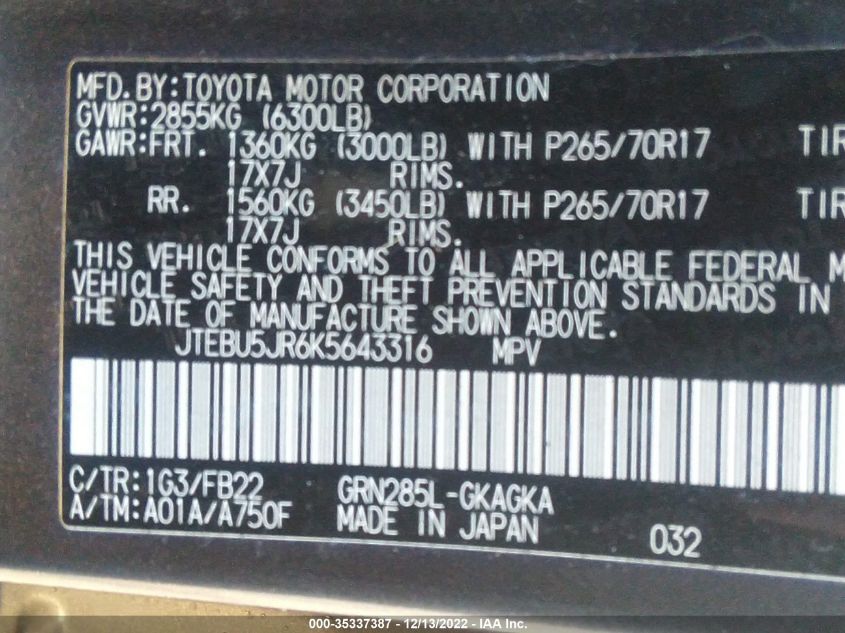 MFD.BY:TOYOTA MOTOR CORPORATION
GVWR:2855KG (6300LB)
GAWR:FRT. 1360KG (3000LB) WITH P265/70R17 TIR
17X7J RIMS.
RR. 1560KG (3450LB) WITH P265/70R17 TIR
17X7J RIMS.
THIS VEHICLE CONFORMS TO ALL APPLICABLE FEDERAL M
VEHICLE SAFETY AND THEFT PREVENTION STANDARDS IN
THE DATE OF MANUFACTURE SHOWN ABOVE.
JTEBU5JR6K5643316 MPV
C/TR:1G3/FB22 GRN285L-GKAGKA
A/TM:A01A/A750F MADE IN JAPAN 032
000-35337387 - 12/13/2022 - IAA Inc.